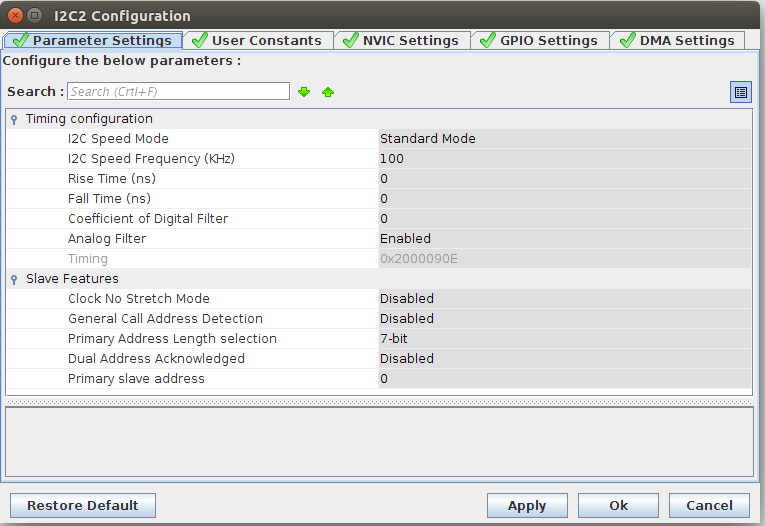 I2C2 Configuration
Parameter Settings User Constants NVIC Settings GPIO Settings DMA Settings
Configure the below parameters :
Search : Search (Crtl+F)
Timing configuration
I2C Speed Mode Standard Mode
I2C Speed Frequency (KHz) 100
Rise Time (ns) 0
Fall Time (ns) 0
Coefficient of Digital Filter 0
Analog Filter Enabled
Timing 0x2000090E
Slave Features
Clock No Stretch Mode Disabled
General Call Address Detection Disabled
Primary Address Length selection 7-bit
Dual Address Acknowledged Disabled
Primary slave address 0
Restore Default Apply Ok Cancel